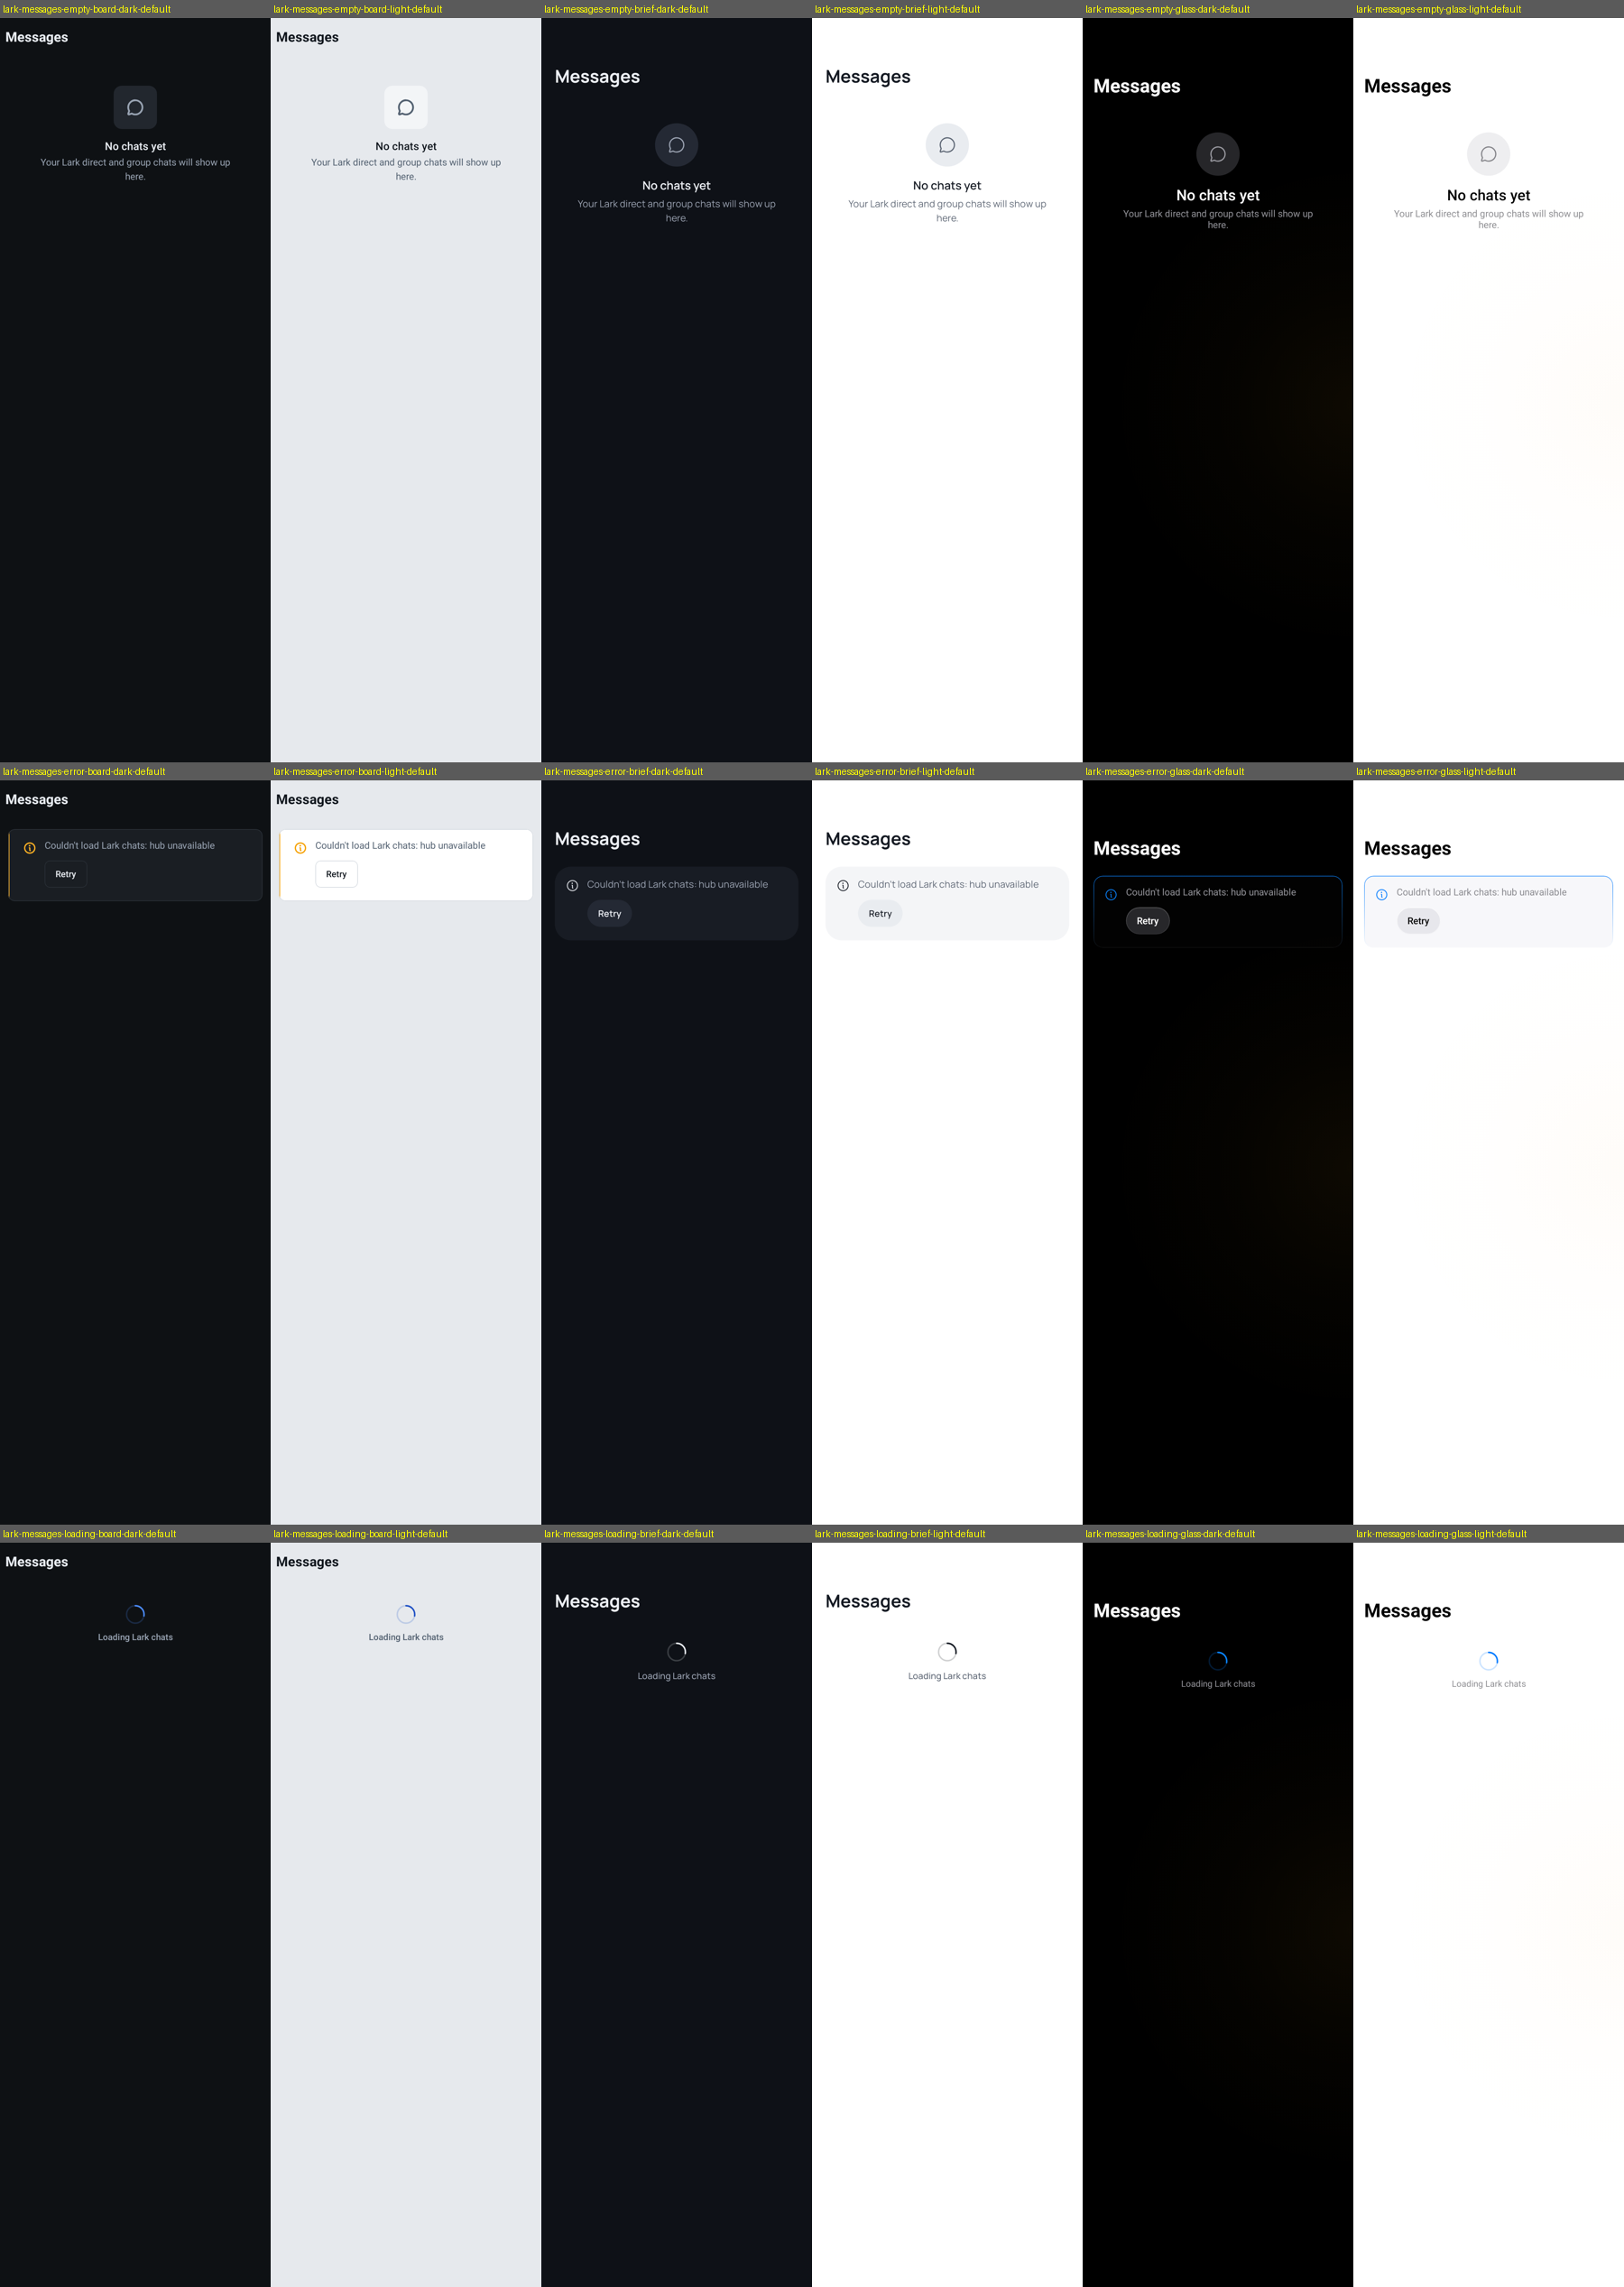 lark-messages-empty-board-dark-default
lark-messages-empty-board-light-default
lark-messages-empty-brief-dark-default
lark-messages-empty-brief-light-default
lark-messages-empty-glass-dark-default
lark-messages-empty-glass-light-default
Messages
No chats yet
Your Lark direct and group chats will show up
here.
Messages
No chats yet
Your Lark direct and group chats will show up
here.
Messages
No chats yet
Your Lark direct and group chats will show up
here.
Messages
No chats yet
Your Lark direct and group chats will show up
here.
Messages
No chats yet
Your Lark direct and group chats will show up
here.
Messages
No chats yet
Your Lark direct and group chats will show up
here.
lark-messages-error-board-dark-default
lark-messages-error-board-light-default
lark-messages-error-brief-dark-default
lark-messages-error-brief-light-default
lark-messages-error-glass-dark-default
lark-messages-error-glass-light-default
Messages
Couldn't load Lark chats: hub unavailable
Retry
Messages
Couldn't load Lark chats: hub unavailable
Retry
Messages
Couldn't load Lark chats: hub unavailable
Retry
Messages
Couldn't load Lark chats: hub unavailable
Retry
Messages
Couldn't load Lark chats: hub unavailable
Retry
Messages
Couldn't load Lark chats: hub unavailable
Retry
lark-messages-loading-board-dark-default
lark-messages-loading-board-light-default
lark-messages-loading-brief-dark-default
lark-messages-loading-brief-light-default
lark-messages-loading-glass-dark-default
lark-messages-loading-glass-light-default
Messages
Loading Lark chats
Messages
Loading Lark chats
Messages
Loading Lark chats
Messages
Loading Lark chats
Messages
Loading Lark chats
Messages
Loading Lark chats